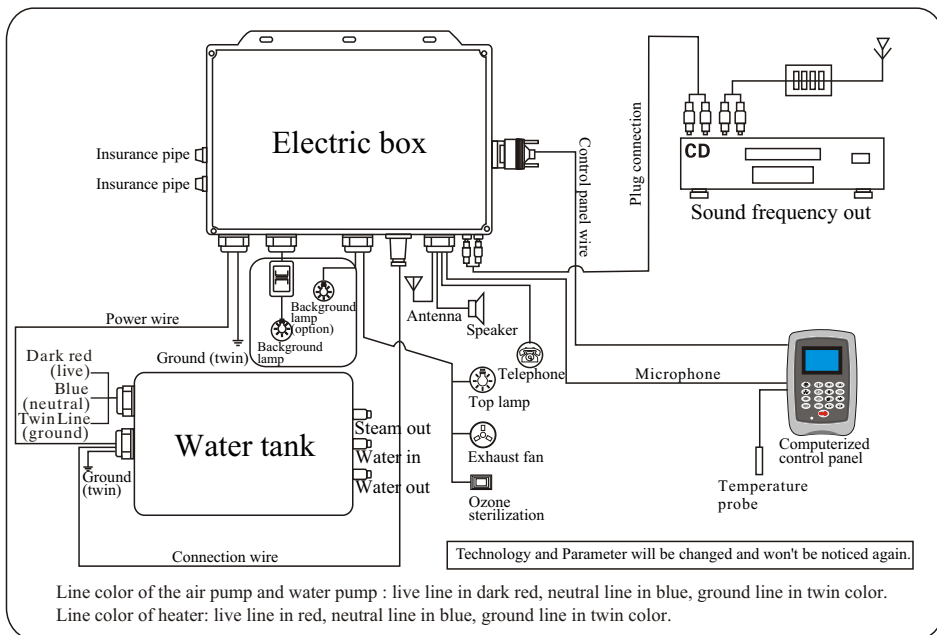 Electric box
Insurance pipe
Insurance pipe
Control panel wire
Plug connection
CD
Sound frequency out
Power wire
Ground (twin)
Background
lamp
(option)
Background
lamp
Antenna
Speaker
Telephone
Microphone
Dark red
(live)
Blue
(neutral)
Twin Line
(ground)
Ground
(twin)
Water tank
Steam out
Water in
Water out
Top lamp
Exhaust fan
Ozone
sterilization
Computerized
control panel
Temperature
probe
Connection wire
Technology and Parameter will be changed and won't be noticed again.
Line color of the air pump and water pump : live line in dark red, neutral line in blue, ground line in twin color.
Line color of heater: live line in red, neutral line in blue, ground line in twin color.